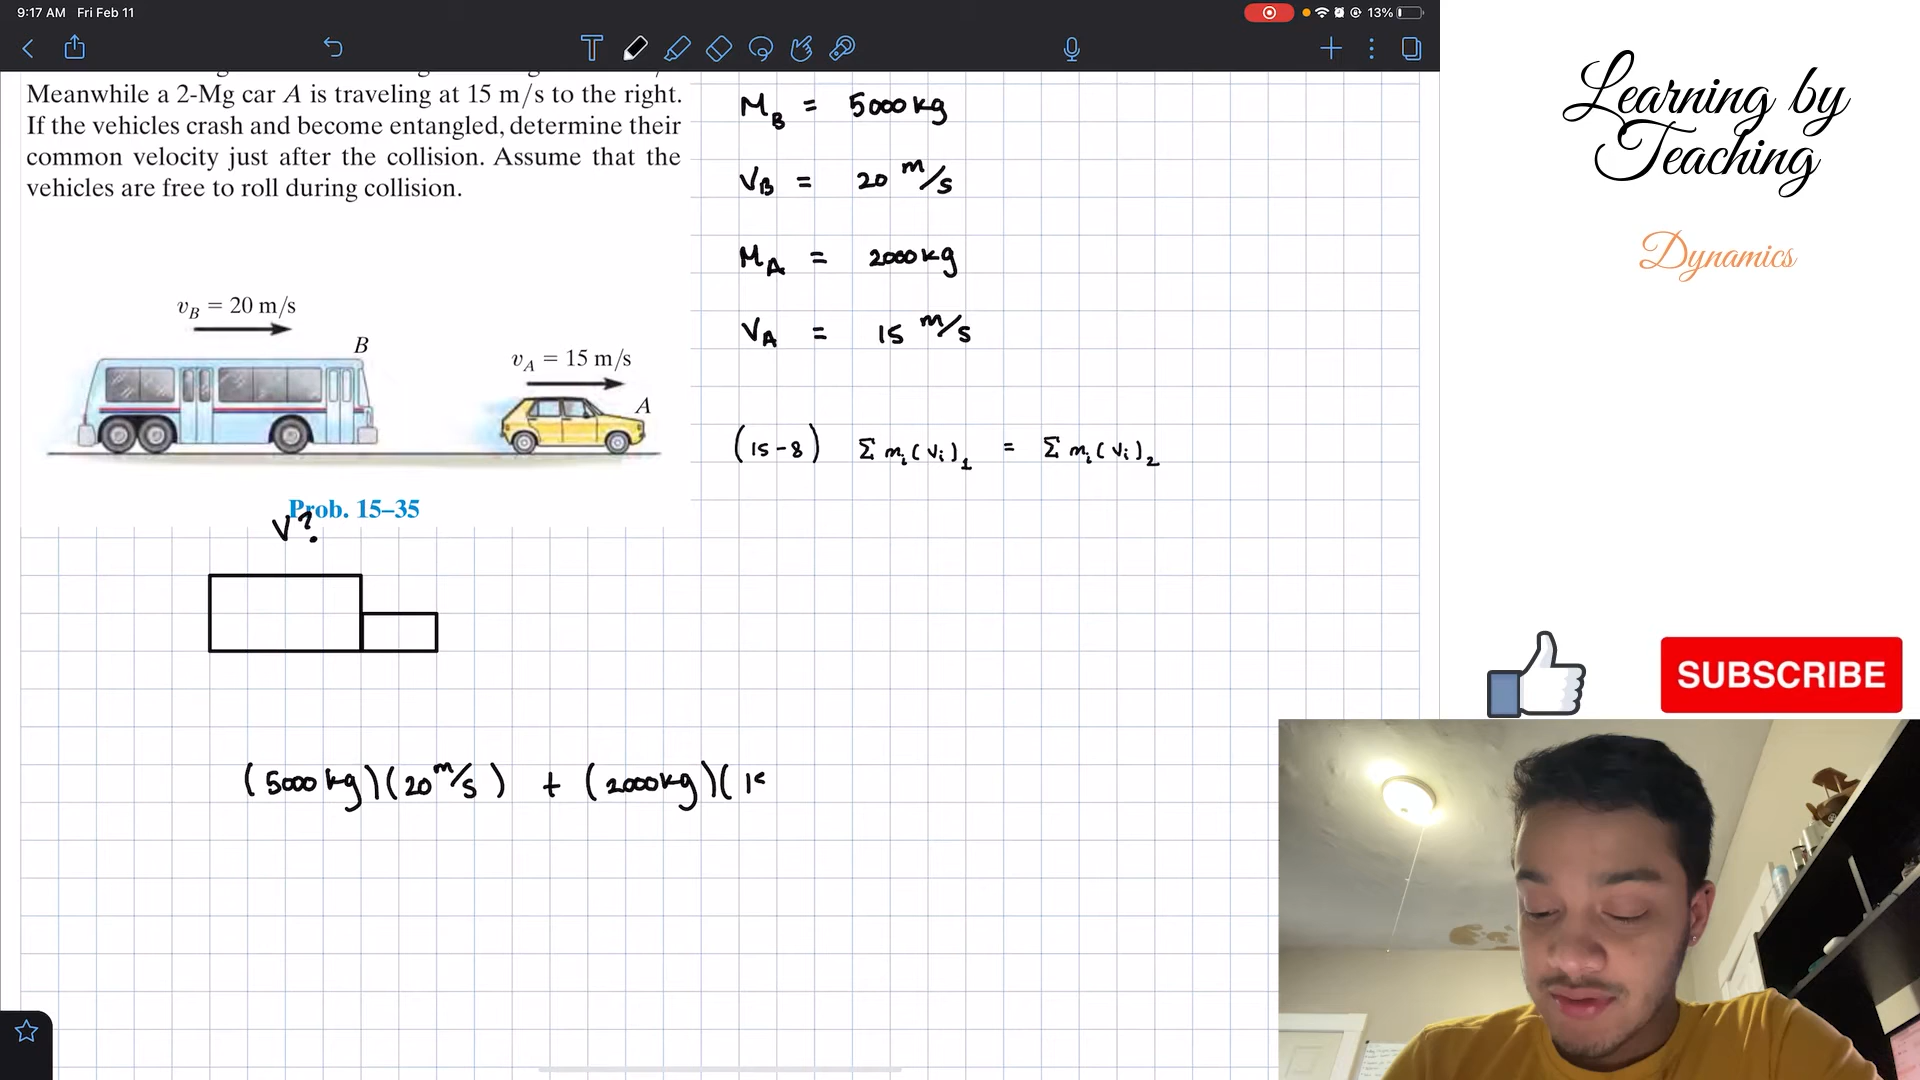 9:17 AM Fri Feb 11
13%
Meanwhile a 2-Mg car A is traveling at 15 m/s to the right.
If the vehicles crash and become entangled, determine their
common velocity just after the collision. Assume that the
vehicles are free to roll during collision.
v_B = 20 m/s
B
v_A = 15 m/s
A
Prob. 15–35
V?
M_B = 5000 kg
V_B = 20 m/s
M_A = 2000 kg
V_A = 15 m/s
(15-8) Σ m_i (v_i)_1 = Σ m_i (v_i)_2
(5000 kg)(20 m/s) + (2000 kg)(
Learning by
Teaching
Dynamics
SUBSCRIBE